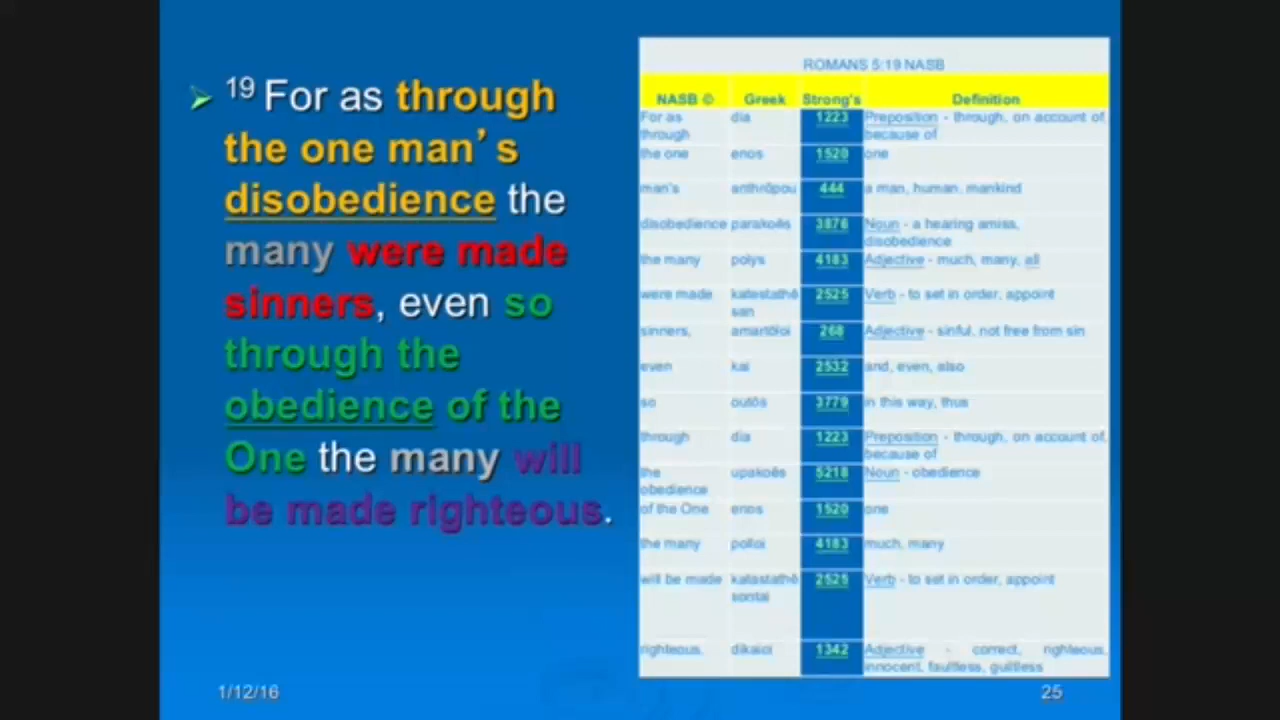 19 For as through
the one man’s
disobedience the
many were made
sinners, even so
through the
obedience of the
One the many will
be made righteous.
ROMANS 5:19 NASB
NASB © Greek Strong's Definition
For as dia 1223 Preposition - through, on account of,
through because of
the one enos 1520 one
man's anthrōpou 444 a man, human, mankind
disobedience parakoēs 3876 Noun - a hearing amiss,
disobedience
the many polys 4183 Adjective - much, many, all
were made katestathē 2525 Verb - to set in order, appoint
san
sinners, amartōloi 268 Adjective - sinful, not free from sin
even kai 2532 and, even, also
so outōs 3779 in this way, thus
through dia 1223 Preposition - through, on account of,
because of
the upakoēs 5218 Noun - obedience
obedience
of the One enos 1520 one
the many polloi 4183 much, many
will be made katastathē 2525 Verb - to set in order, appoint
sontai
righteous. dikaioi 1342 Adjective - correct, righteous,
innocent, faultless, guiltless
1/12/16
25